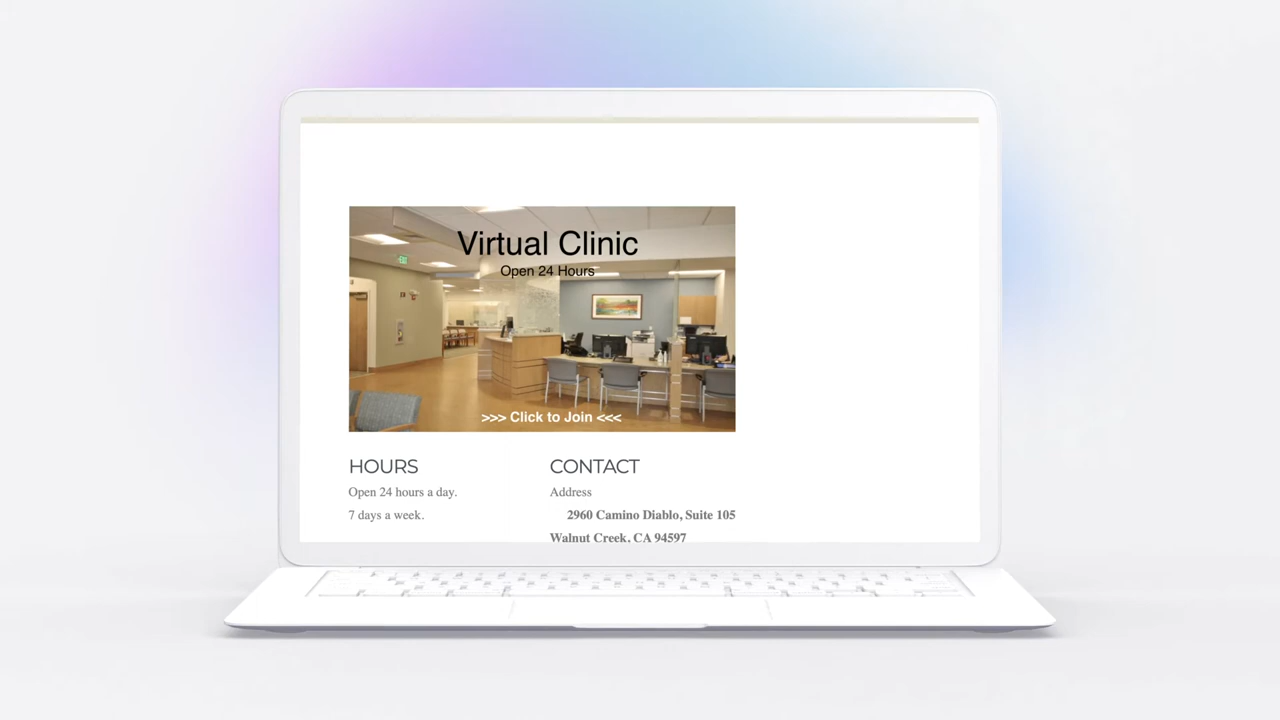 Virtual Clinic
Open 24 Hours
>>> Click to Join <<<
HOURS
Open 24 hours a day.
7 days a week.
CONTACT
Address
2960 Camino Diablo, Suite 105
Walnut Creek, CA 94597